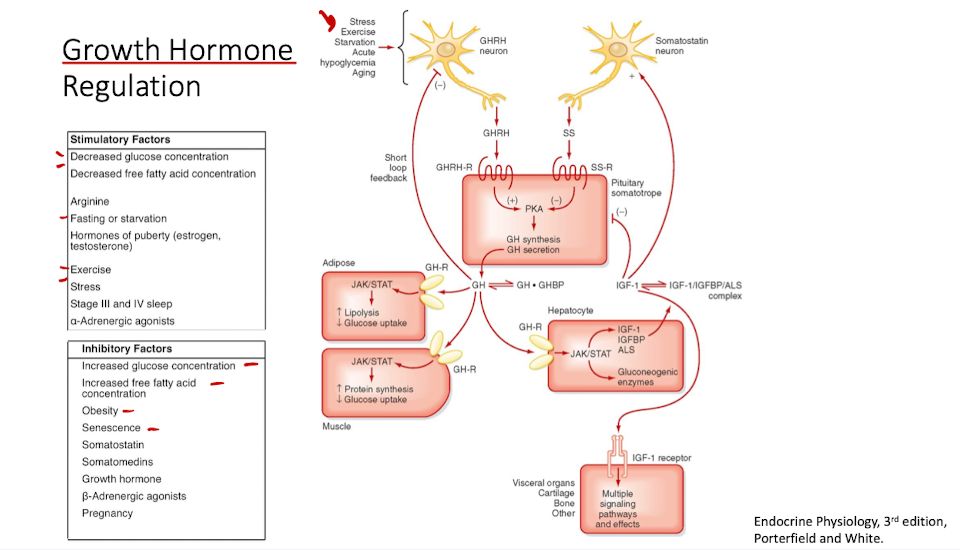 Growth Hormone
Regulation
Stimulatory Factors
Decreased glucose concentration
Decreased free fatty acid concentration
Arginine
Fasting or starvation
Hormones of puberty (estrogen,
testosterone)
Exercise
Stress
Stage III and IV sleep
α-Adrenergic agonists
Inhibitory Factors
Increased glucose concentration
Increased free fatty acid
concentration
Obesity
Senescence
Somatostatin
Somatomedins
Growth hormone
β-Adrenergic agonists
Pregnancy
Stress
Exercise
Starvation
Acute
hypoglycemia
Aging
GHRH
neuron
(−)
Somatostatin
neuron
+
GHRH
SS
Short
loop
feedback
GHRH-R
SS-R
Pituitary
somatotrope
(+)
PKA
(−)
(−)
GH synthesis
GH secretion
Adipose
GH-R
JAK/STAT
↑ Lipolysis
↓ Glucose uptake
GH
GH • GHBP
IGF-1
IGF-1/IGFBP/ALS
complex
Hepatocyte
GH-R
JAK/STAT
IGF-1
IGFBP
ALS
Gluconeogenic
enzymes
JAK/STAT
GH-R
↑ Protein synthesis
↓ Glucose uptake
Muscle
IGF-1 receptor
Visceral organs
Cartilage
Bone
Other
Multiple
signaling
pathways
and effects
Endocrine Physiology, 3rd edition,
Porterfield and White.